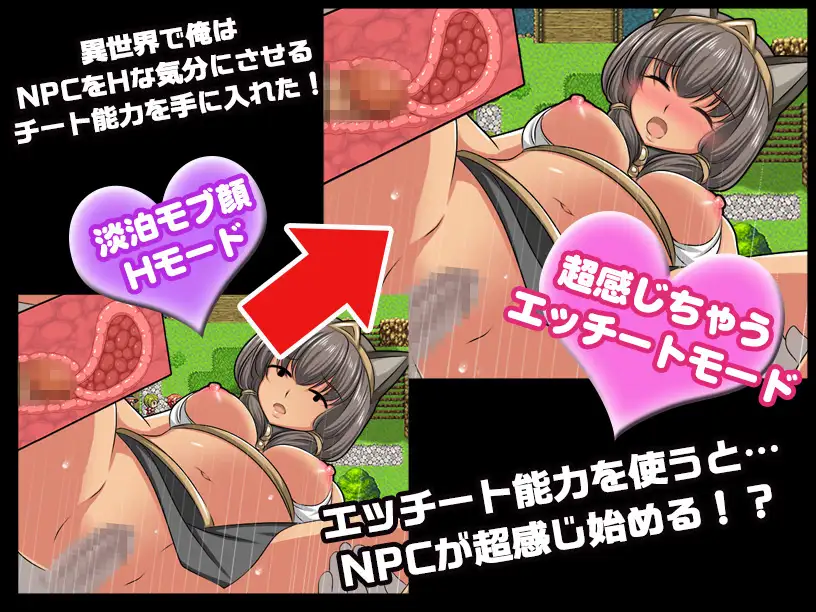 異世界で俺は
NPCをHな気分にさせる
チート能力を手に入れた！
淡泊モブ顔
Hモード
超感じちゃう
エッチートモード
エッチート能力を使うと…
NPCが超感じ始める！？